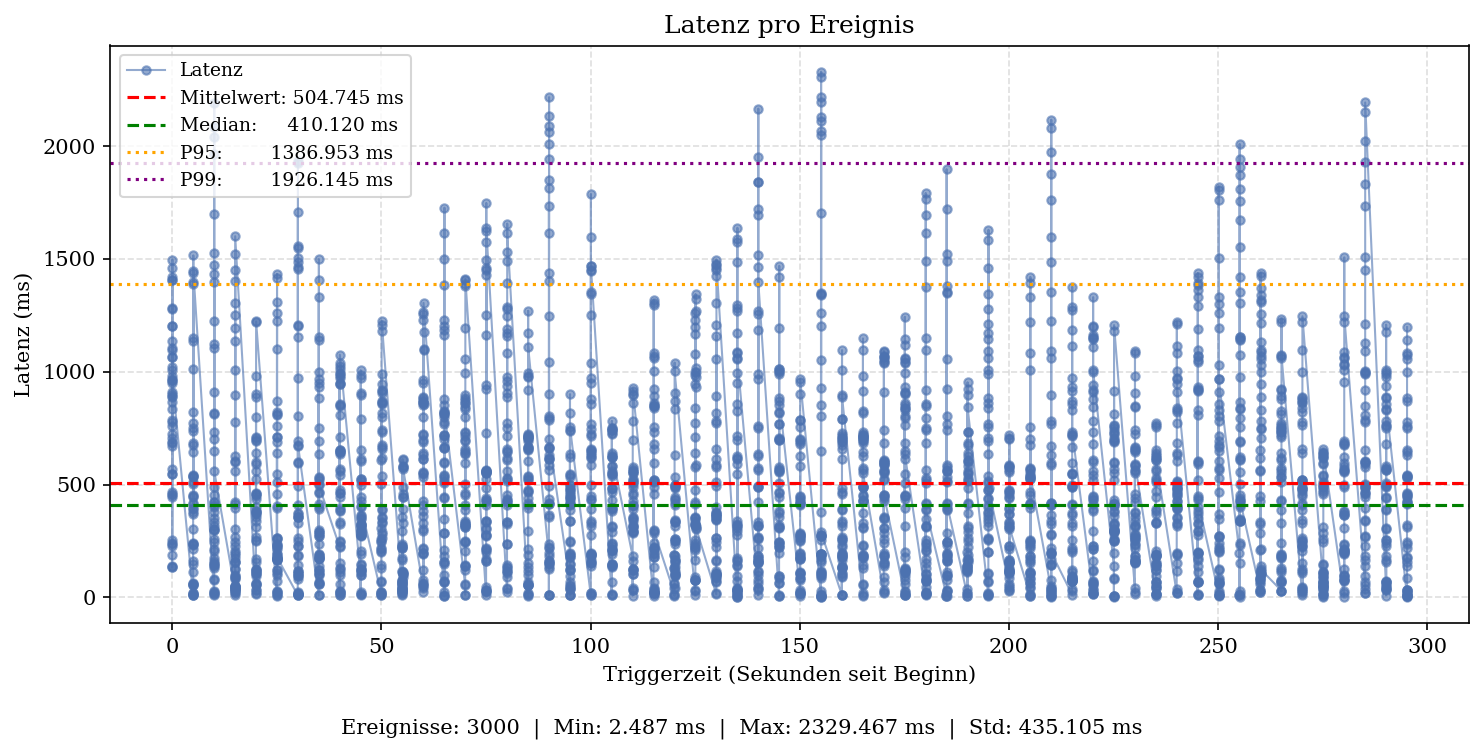 Latenz pro Ereignis
Latenz
Mittelwert: 504.745 ms
Median: 410.120 ms
P95: 1386.953 ms
P99: 1926.145 ms
Latenz (ms)
2000
1500
1000
500
0
0 50 100 150 200 250 300
Triggerzeit (Sekunden seit Beginn)
Ereignisse: 3000 | Min: 2.487 ms | Max: 2329.467 ms | Std: 435.105 ms